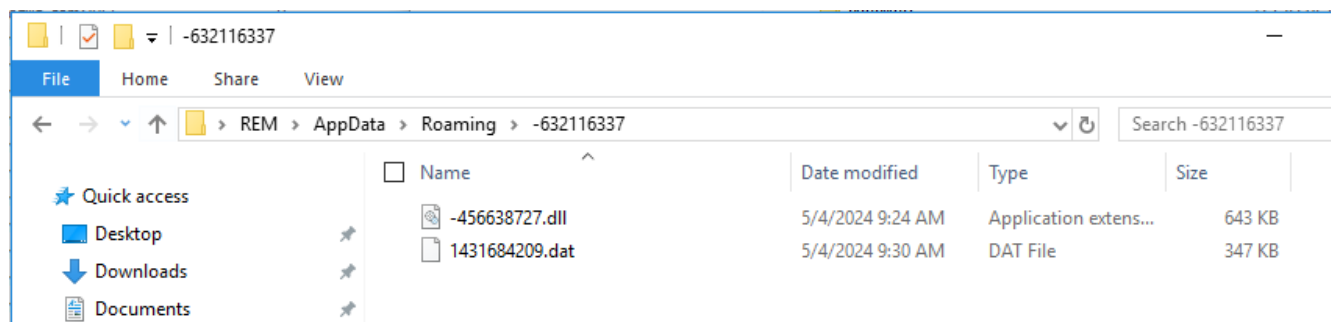 -632116337
File Home Share View
REM > AppData > Roaming > -632116337 Search -632116337
Name Date modified Type Size
Quick access
-456638727.dll 5/4/2024 9:24 AM Application extens... 643 KB
Desktop
1431684209.dat 5/4/2024 9:30 AM DAT File 347 KB
Downloads
Documents